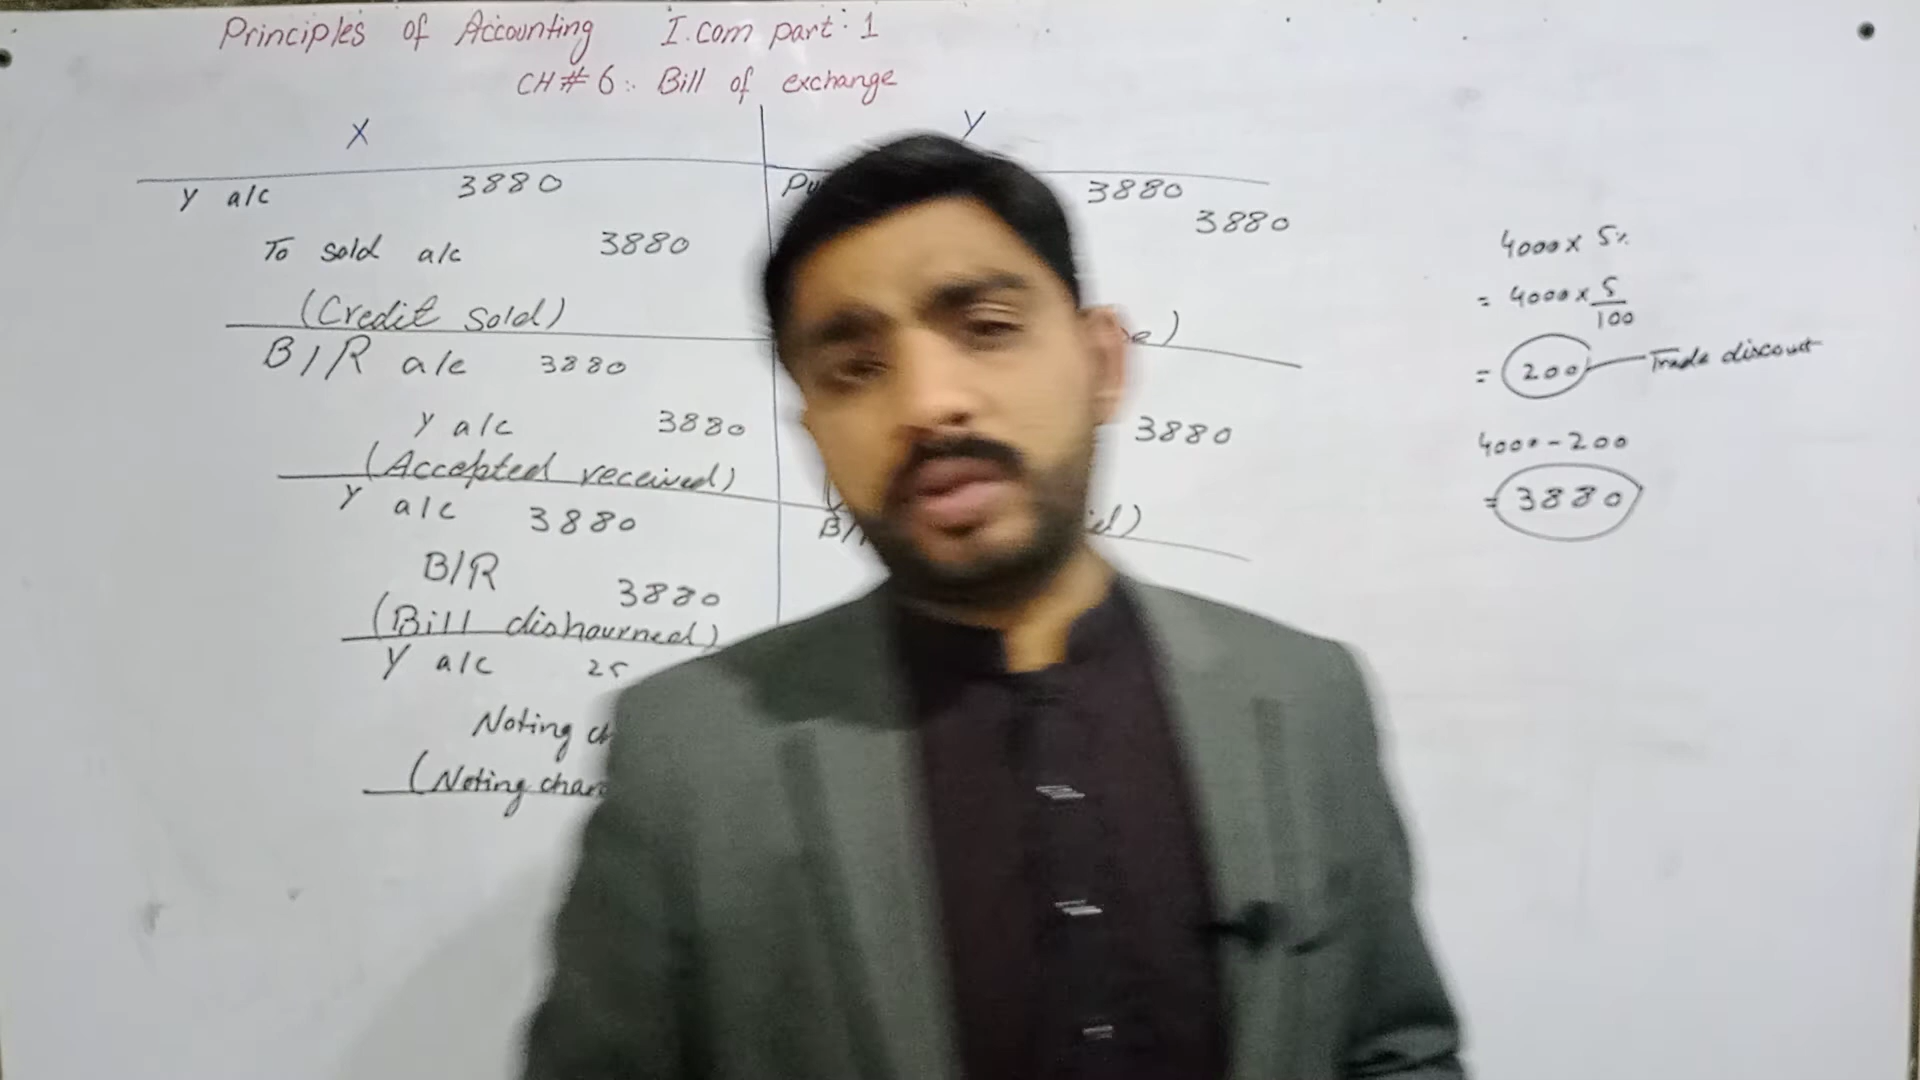 Principles of Accounting I.com part: 1
CH# 6:. Bill of exchange
X
Y a/c 3880
To sold a/c 3880
(Credit sold)
B/R a/c 3880
Y a/c 3880
(Accepted received)
Y a/c 3880
B/R 3880
(Bill dishourned)
Y a/c 25
Noting ch
(Noting char
Y
Pu 3880
3880
3880
B/
4000 x 5%
= 4000 x 5/100
= 200 Trade discount
4000-200
= 3880